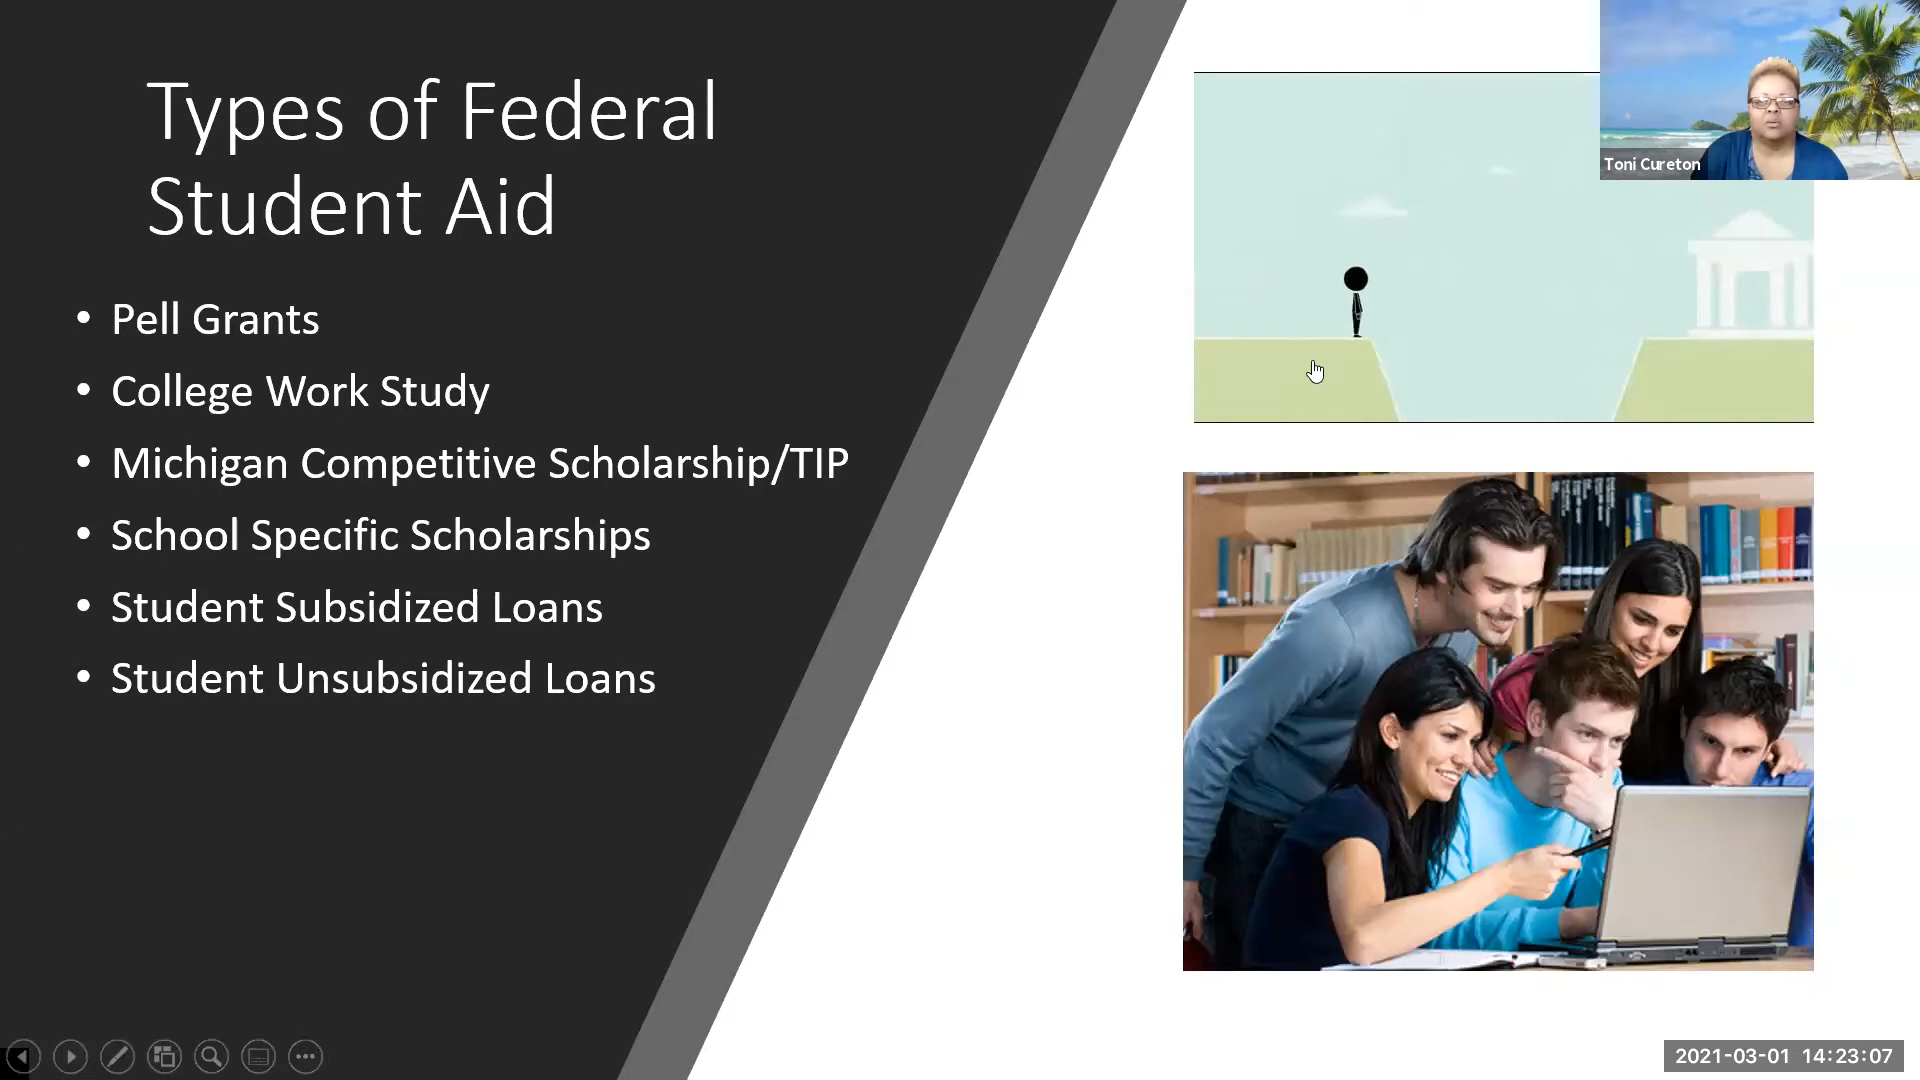 Types of Federal
Student Aid
• Pell Grants
• College Work Study
• Michigan Competitive Scholarship/TIP
• School Specific Scholarships
• Student Subsidized Loans
• Student Unsubsidized Loans
Toni Cureton
2021-03-01 14:23:07